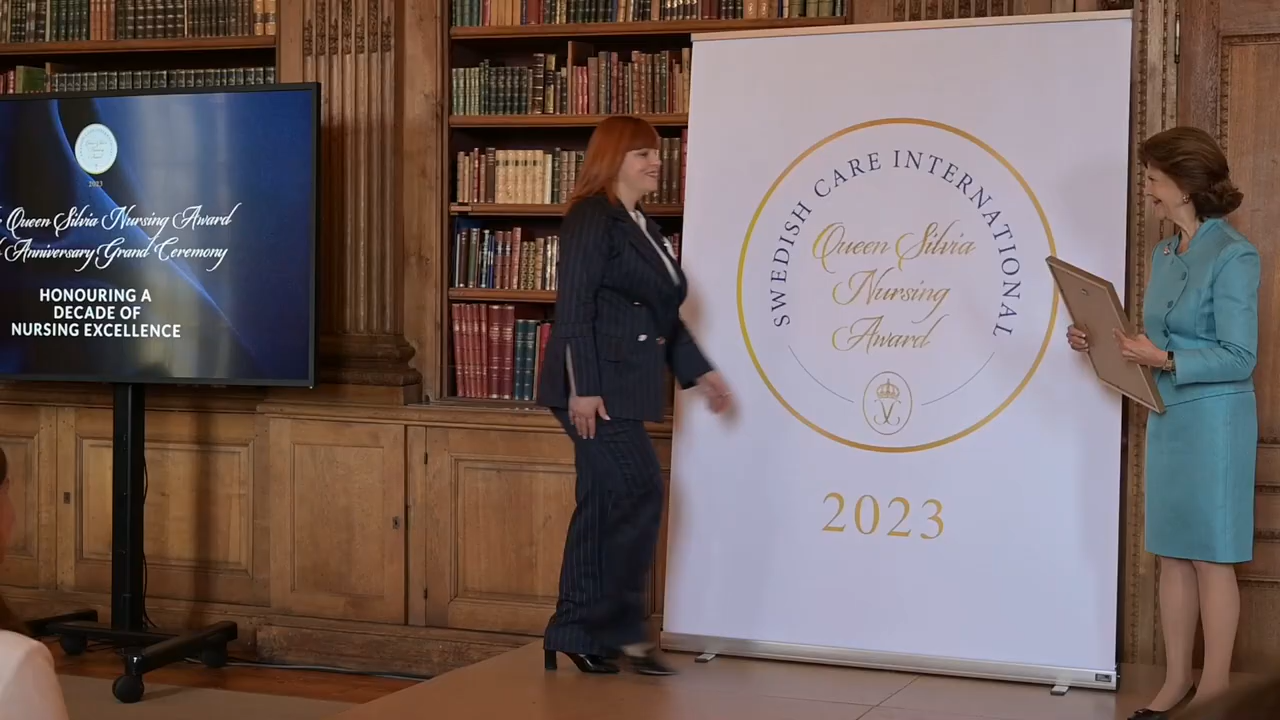 2023
Queen Silvia Nursing Award
Anniversary Grand Ceremony
HONOURING A
DECADE OF
NURSING EXCELLENCE
SWEDISH CARE INTERNATIONAL
Queen Silvia
Nursing
Award
2023